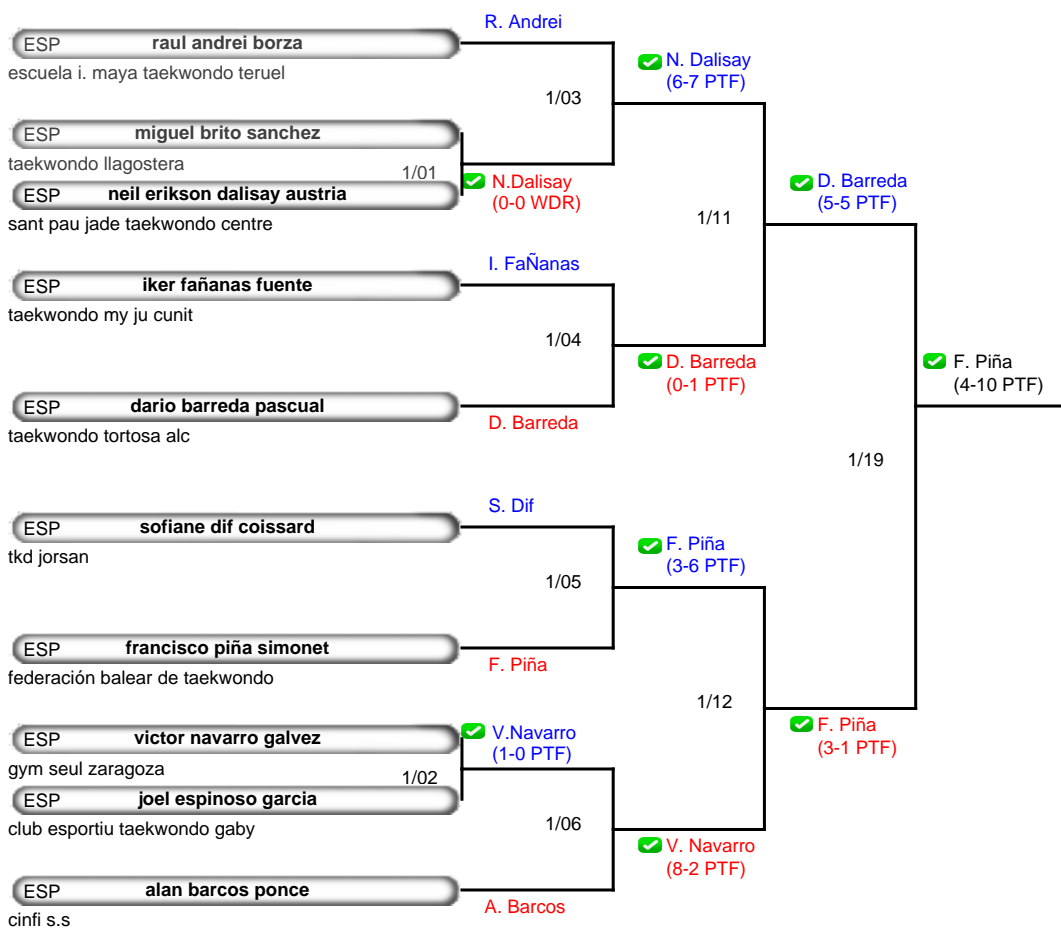 R. Andrei
ESP raul andrei borza
escuela i. maya taekwondo teruel
N. Dalisay
(6-7 PTF)
1/03
ESP miguel brito sanchez
taekwondo llagostera
1/01
N.Dalisay
(0-0 WDR)
ESP neil erikson dalisay austria
sant pau jade taekwondo centre
D. Barreda
(5-5 PTF)
1/11
I. FaÑanas
ESP iker fañanas fuente
taekwondo my ju cunit
1/04
D. Barreda
(0-1 PTF)
F. Piña
(4-10 PTF)
ESP dario barreda pascual
taekwondo tortosa alc
D. Barreda
1/19
S. Dif
ESP sofiane dif coissard
tkd jorsan
F. Piña
(3-6 PTF)
1/05
ESP francisco piña simonet
federación balear de taekwondo
F. Piña
1/12
F. Piña
(3-1 PTF)
ESP victor navarro galvez
gym seul zaragoza
V.Navarro
(1-0 PTF)
1/02
ESP joel espinoso garcia
club esportiu taekwondo gaby
1/06
V. Navarro
(8-2 PTF)
ESP alan barcos ponce
cinfi s.s
A. Barcos